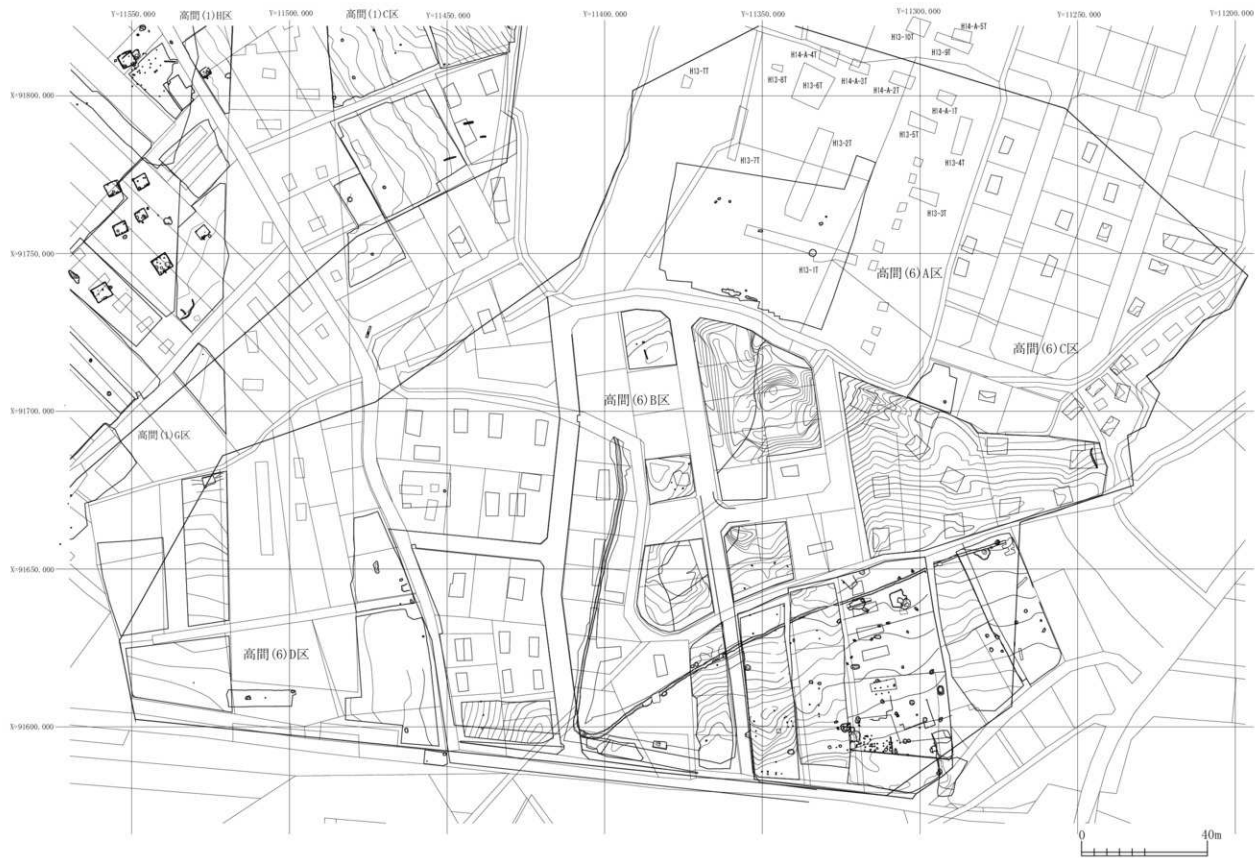 高間(1)H区
高間(1)C区
Y=11550,000
Y=11500,000
Y=11450,000
Y=11400,000
Y=11350,000
Y=11300,000
Y=11250,000
Y=11200,000
H14-A-5T
H13-10T
H13-9T
H14-A-4T
H14-A-3T
H13-8T
H13-1T
H13-6T
H14-A-2T
X=91800,000
H14-A-1T
H13-5T
H13-2T
H13-4T
H13-7T
H13-3T
X=91750,000
H13-1T
高間(6)A区
高間(6)C区
高間(6)B区
X=91700,000
高間(1)G区
X=91650,000
高間(6)D区
X=91600,000
0
40m